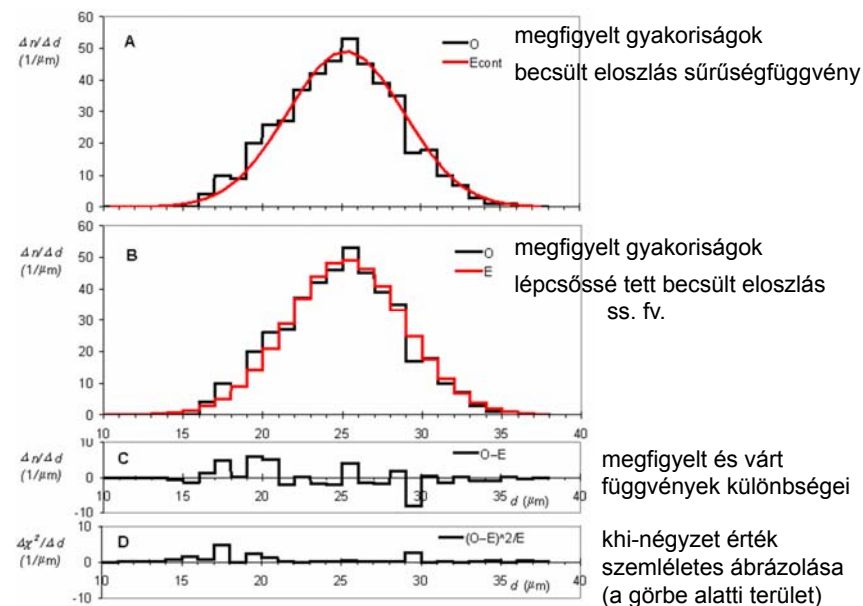 60
Δn/Δd
(1/μm)
50
40
30
20
10
0
A
O
Econt
megfigyelt gyakoriságok
becsült eloszlás sűrűségfüggvény
10 15 20 25 30 35 40
60
Δn/Δd
(1/μm)
50
40
30
20
10
0
B
O
E
megfigyelt gyakoriságok
lépcsőssé tett becsült eloszlás
ss. fv.
10 15 20 25 30 35 40
Δn/Δd
(1/μm)
10
0
-10
C
O–E
d (μm)
megfigyelt és várt
függvények különbségei
Δχ²/Δd
(1/μm)
10
0
-10
D
(O–E)^2/E
d (μm)
khi-négyzet érték
szemléletes ábrázolása
(a görbe alatti terület)